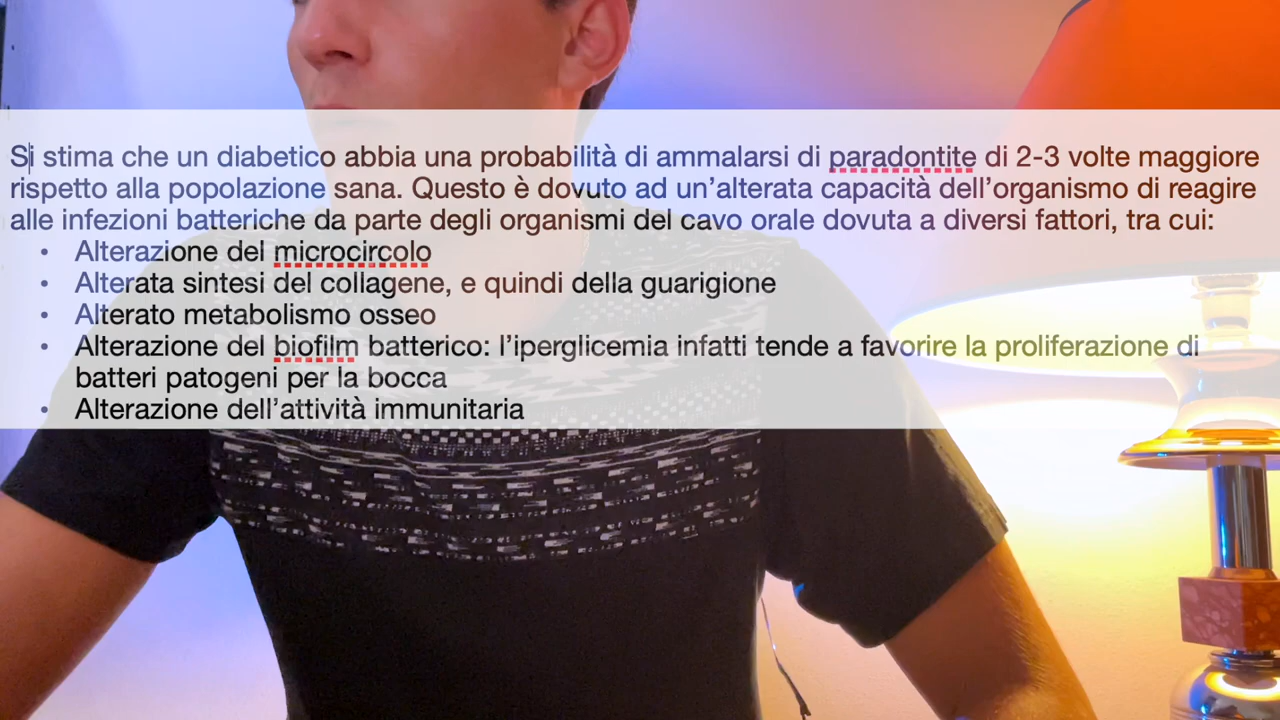 Si stima che un diabetico abbia una probabilità di ammalarsi di paradontite di 2-3 volte maggiore
rispetto alla popolazione sana. Questo è dovuto ad un’alterata capacità dell’organismo di reagire
alle infezioni batteriche da parte degli organismi del cavo orale dovuta a diversi fattori, tra cui:
• Alterazione del microcircolo
• Alterata sintesi del collagene, e quindi della guarigione
• Alterato metabolismo osseo
• Alterazione del biofilm batterico: l’iperglicemia infatti tende a favorire la proliferazione di
batteri patogeni per la bocca
• Alterazione dell’attività immunitaria